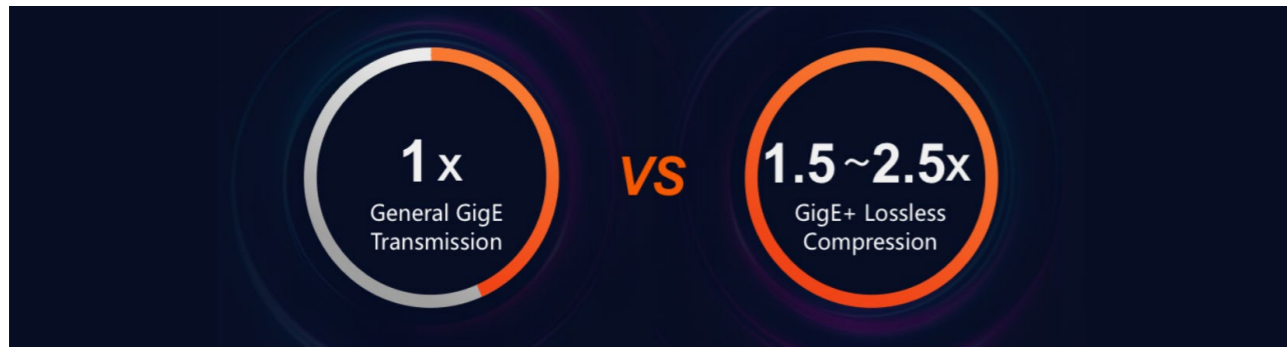 1x
General GigE
Transmission
VS
1.5~2.5x
GigE+ Lossless
Compression